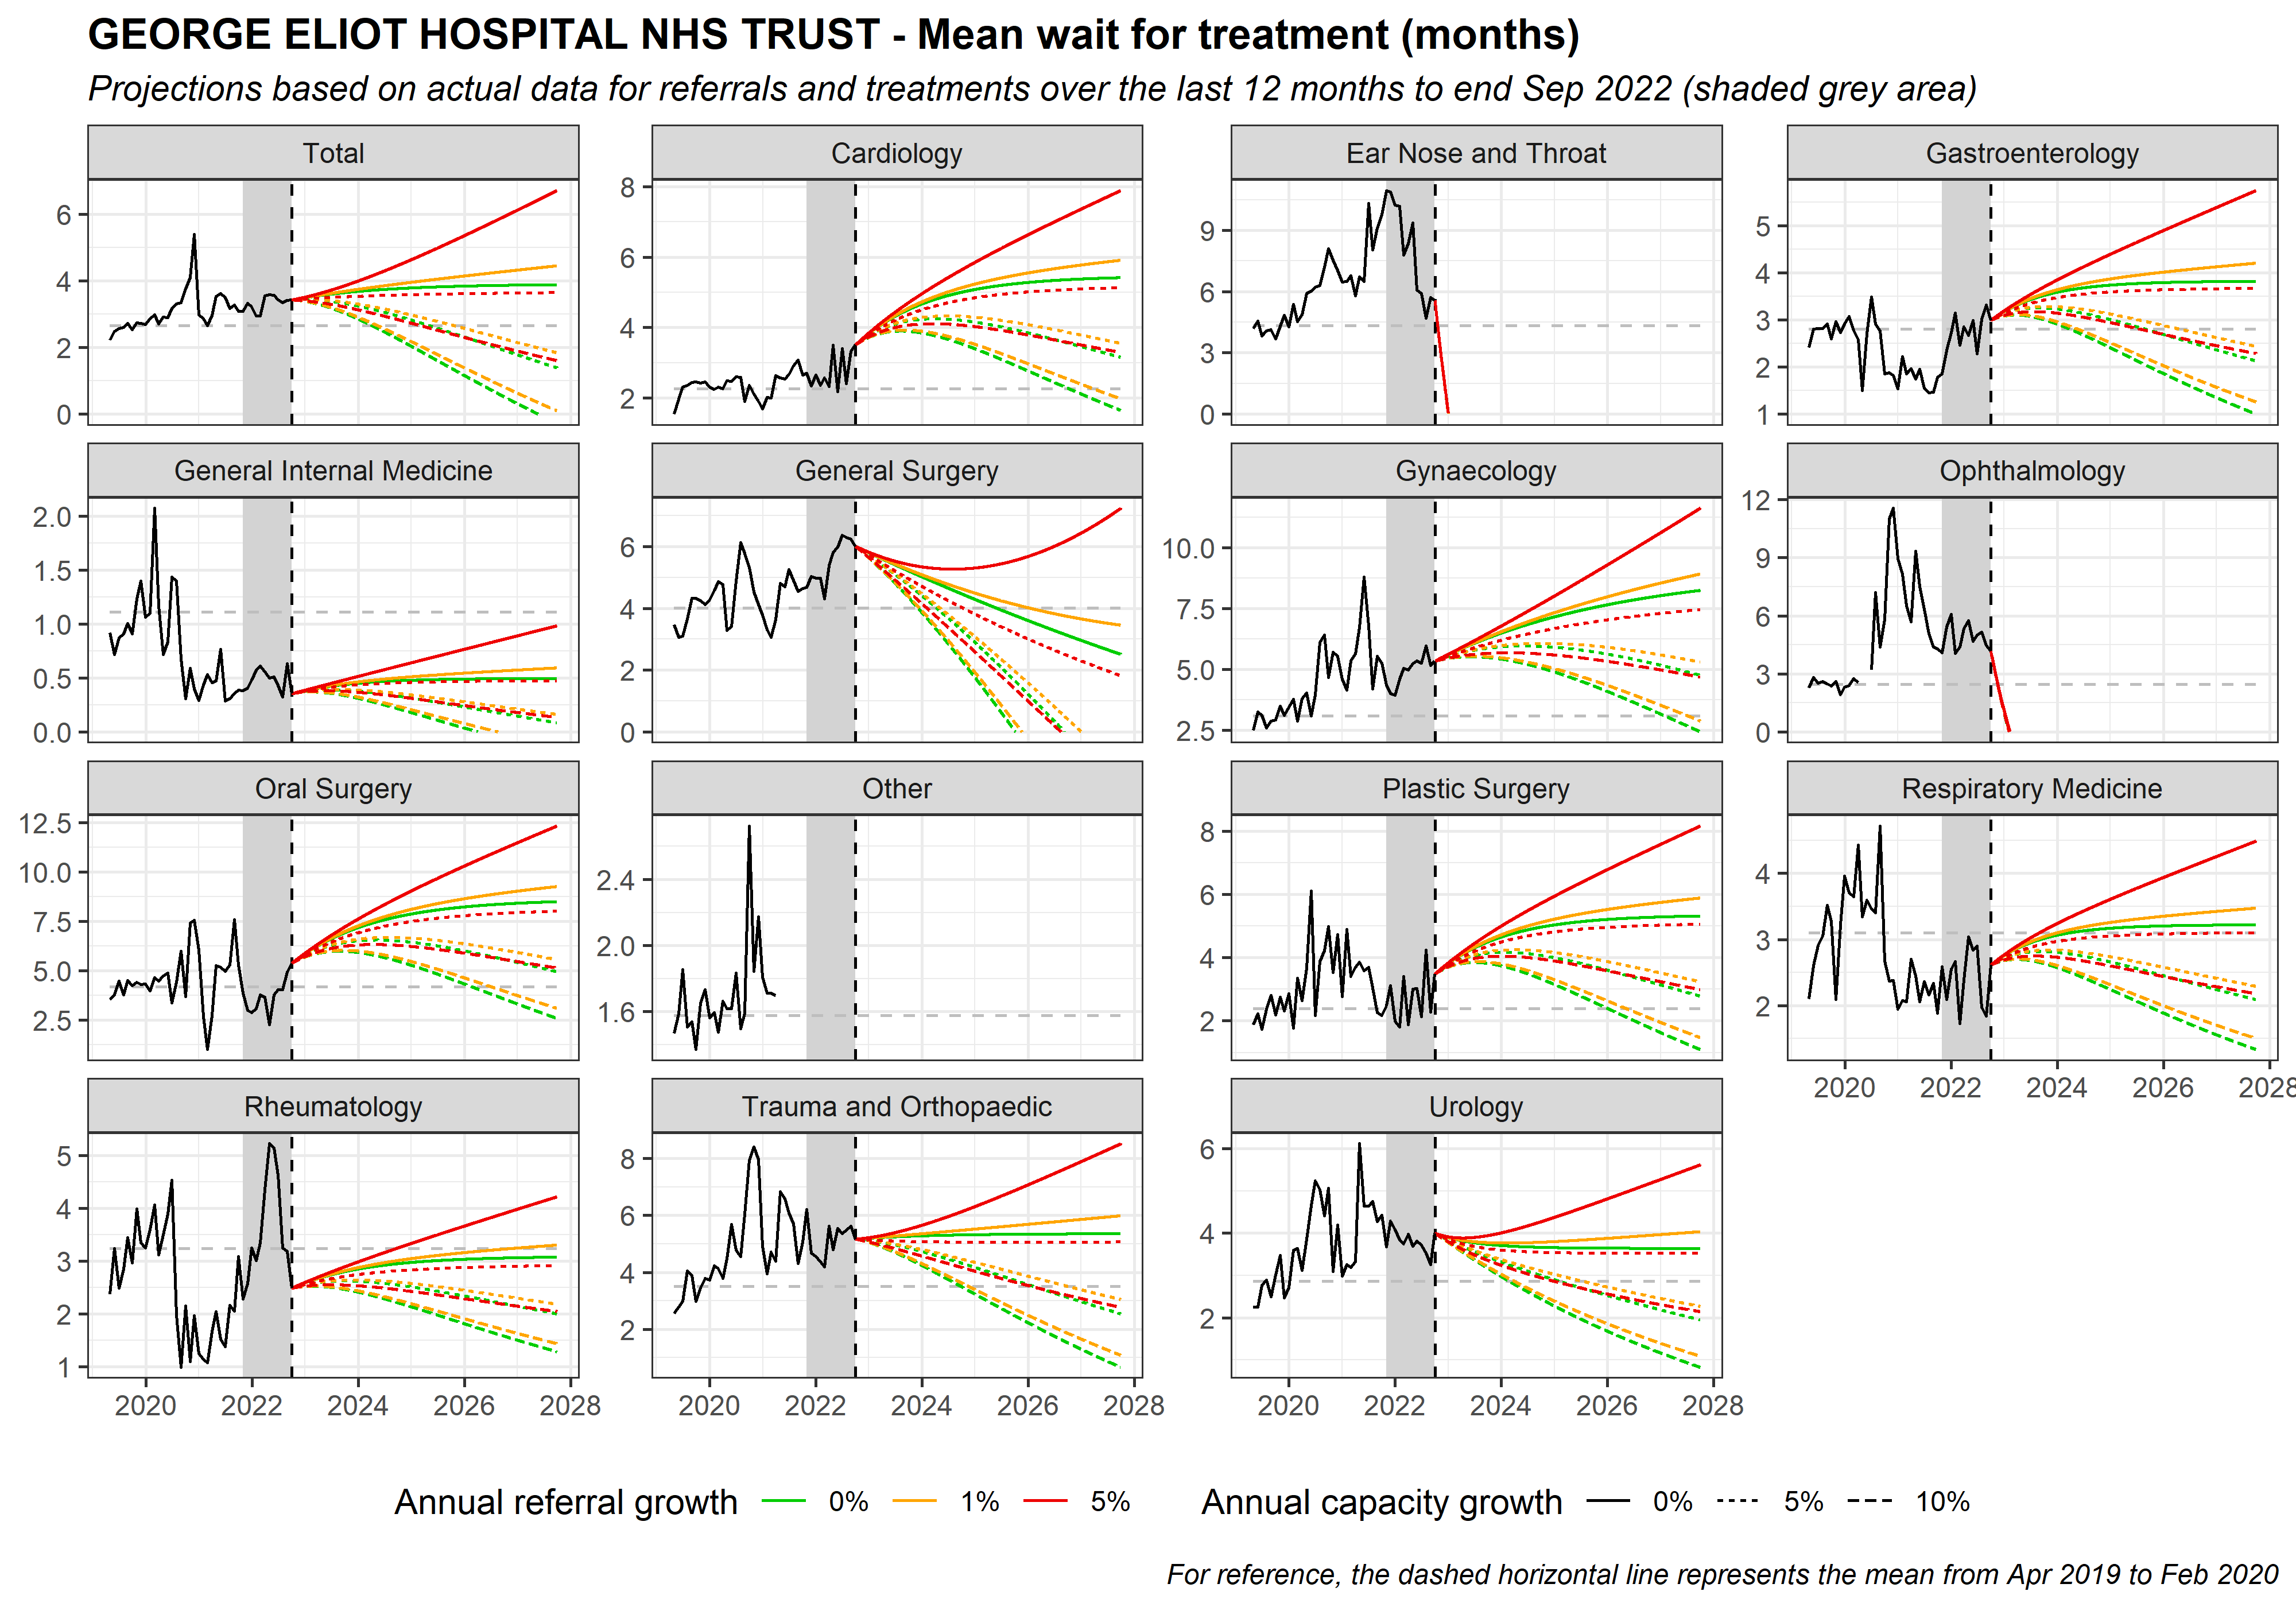 GEORGE ELIOT HOSPITAL NHS TRUST - Mean wait for treatment (months)
Projections based on actual data for referrals and treatments over the last 12 months to end Sep 2022 (shaded grey area)
Total
Cardiology
Ear Nose and Throat
Gastroenterology
6
4
2
0
8
6
4
2
9
6
3
0
5
4
3
2
1
General Internal Medicine
General Surgery
Gynaecology
Ophthalmology
2.0
1.5
1.0
0.5
0.0
6
4
2
0
10.0
7.5
5.0
2.5
12
9
6
3
0
Oral Surgery
Other
Plastic Surgery
Respiratory Medicine
12.5
10.0
7.5
5.0
2.5
2.4
2.0
1.6
8
6
4
2
4
3
2
2020 2022 2024 2026 2028
Rheumatology
Trauma and Orthopaedic
Urology
5
4
3
2
1
8
6
4
2
6
4
2
2020 2022 2024 2026 2028
2020 2022 2024 2026 2028
2020 2022 2024 2026 2028
Annual referral growth 0% 1% 5%
Annual capacity growth 0% 5% 10%
For reference, the dashed horizontal line represents the mean from Apr 2019 to Feb 2020